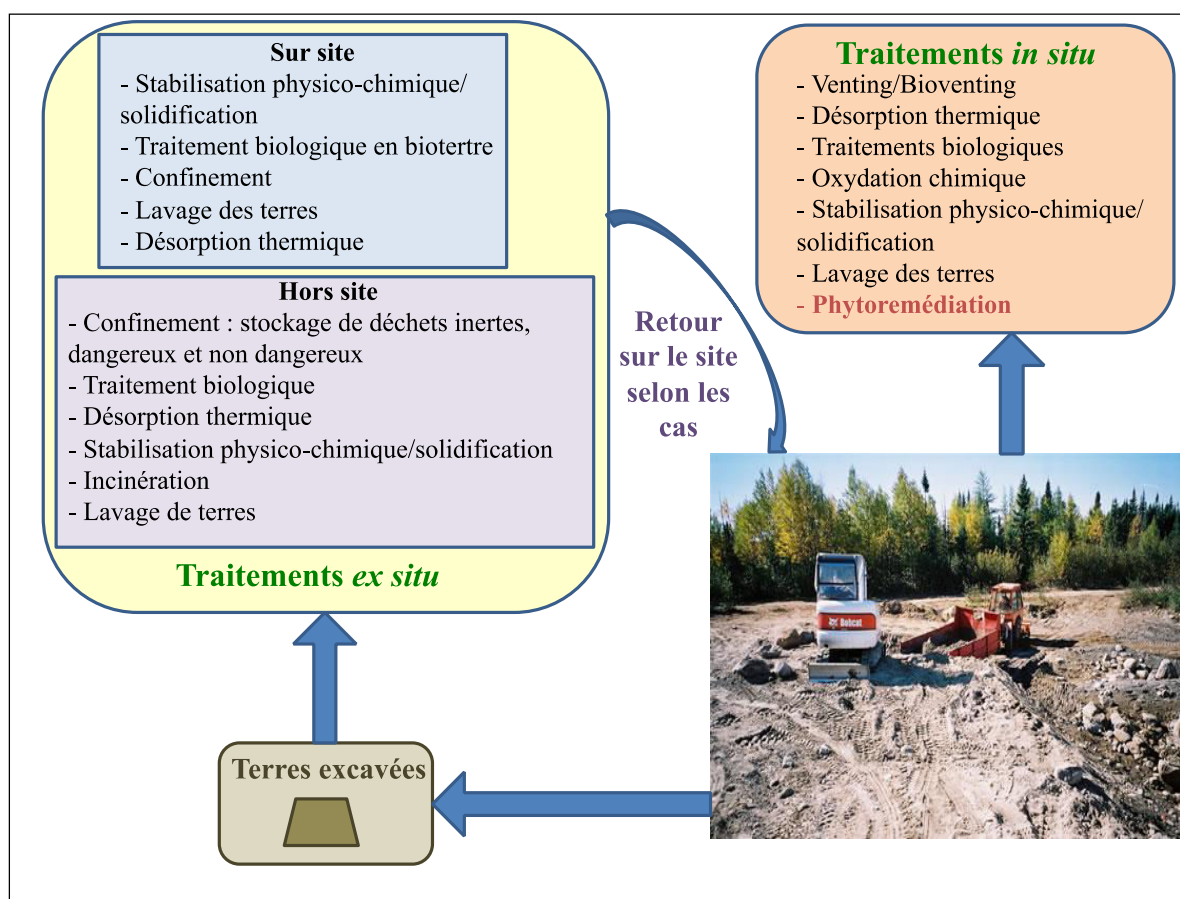 Sur site
- Stabilisation physico-chimique/
solidification
- Traitement biologique en biotertre
- Confinement
- Lavage des terres
- Désorption thermique
Hors site
- Confinement : stockage de déchets inertes,
dangereux et non dangereux
- Traitement biologique
- Désorption thermique
- Stabilisation physico-chimique/solidification
- Incinération
- Lavage de terres
Traitements ex situ
Traitements in situ
- Venting/Bioventing
- Désorption thermique
- Traitements biologiques
- Oxydation chimique
- Stabilisation physico-chimique/
solidification
- Lavage des terres
- Phytoremédiation
Retour
sur le site
selon les
cas
Terres excavées
Bobcat